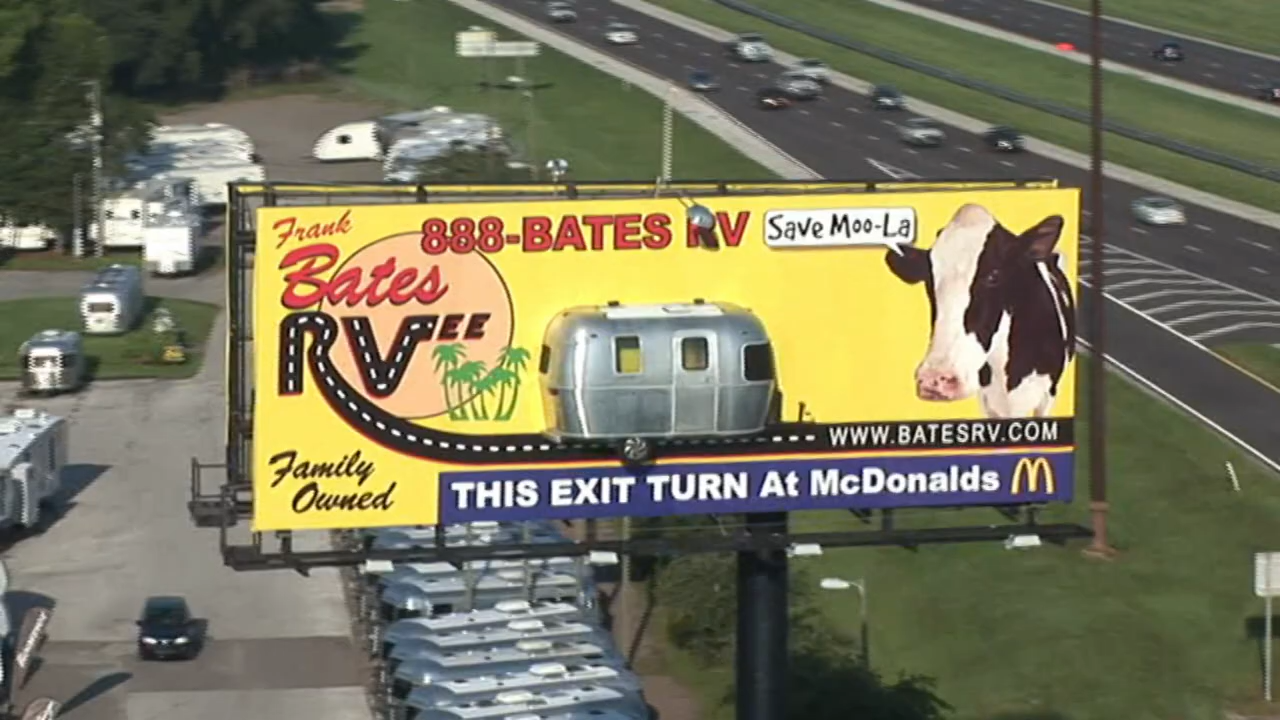 Frank
Bates
RVEE
888-BATES RV
Save Moo-La
WWW.BATESRV.COM
Family
Owned
THIS EXIT TURN At McDonalds